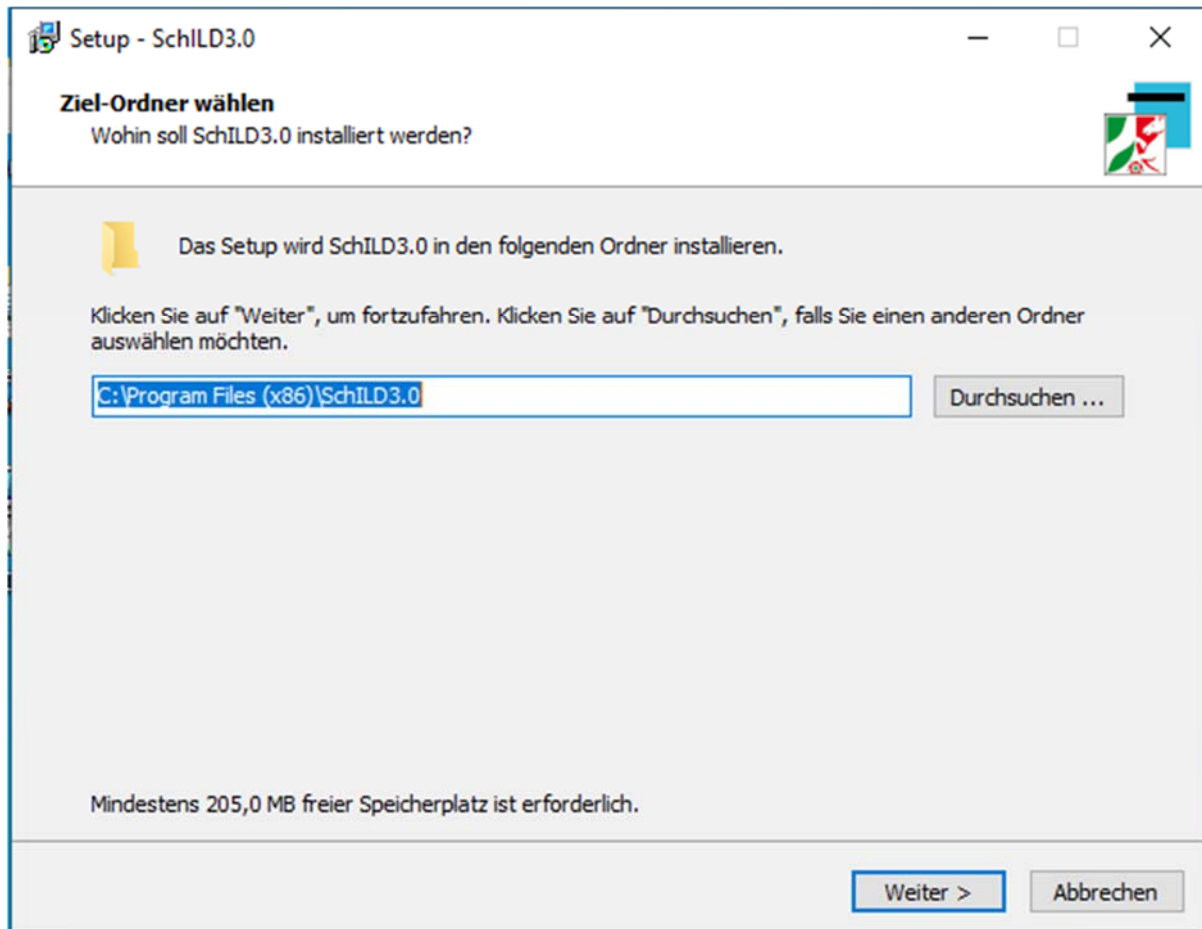 Setup - SchILD3.0
Ziel-Ordner wählen
Wohin soll SchILD3.0 installiert werden?
Das Setup wird SchILD3.0 in den folgenden Ordner installieren.
Klicken Sie auf "Weiter", um fortzufahren. Klicken Sie auf "Durchsuchen", falls Sie einen anderen Ordner
auswählen möchten.
C:\Program Files (x86)\SchILD3.0
Durchsuchen ...
Mindestens 205,0 MB freier Speicherplatz ist erforderlich.
Weiter >
Abbrechen